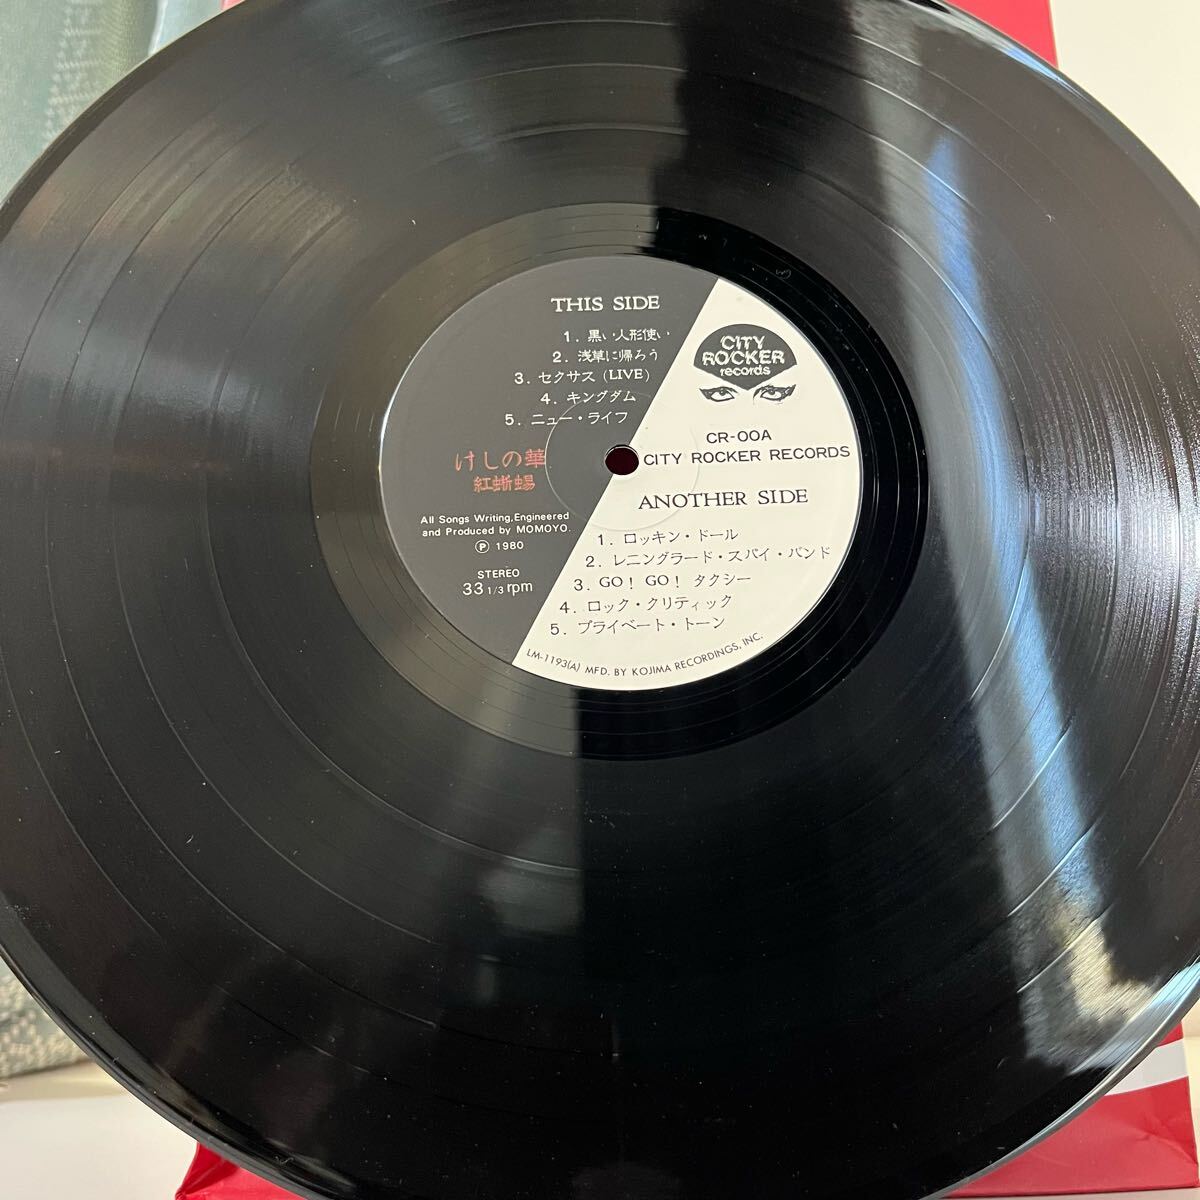 THIS SIDE
1. 黒い人形使い
2. 浅草に帰ろう
3. セクサス (LIVE)
4. キングダム
5. ニュー・ライフ
けしの華
紅蜥蜴
All Songs Writing, Engineered
and Produced by MOMOYO.
Ⓟ 1980
STEREO
33 1/3 rpm
CITY
ROCKER
records
CR-00A
CITY ROCKER RECORDS
ANOTHER SIDE
1. ロッキン・ドール
2. レニングラード・スパイ・バンド
3. GO! GO! タクシー
4. ロック・クリティック
5. プライベート・トーン
LM-1193(A) MFD. BY KOJIMA RECORDINGS, INC.